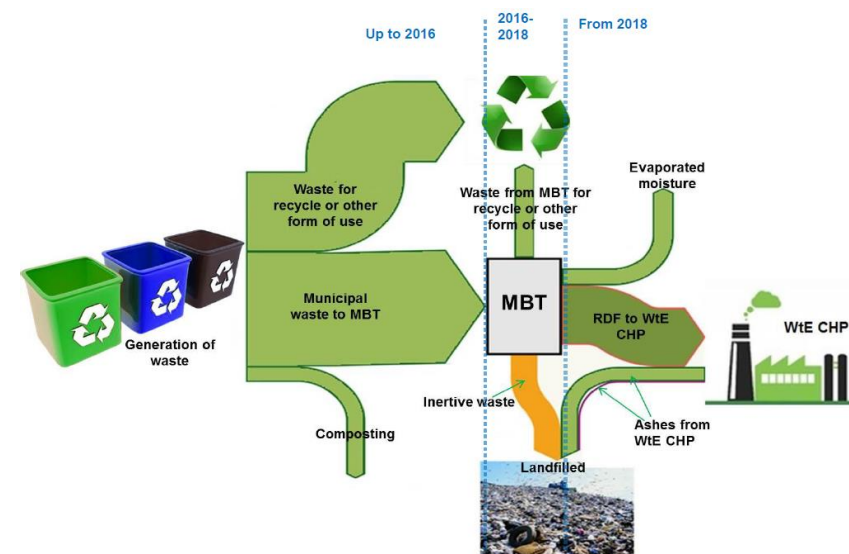 Up to 2016
2016-
2018
From 2018
Waste for
recycle or other
form of use
Waste from MBT for
recycle or other
form of use
Evaporated
moisture
Municipal
waste to MBT
MBT
RDF to WtE
CHP
WtE CHP
Generation of
waste
Inertive waste
Composting
Ashes from
WtE CHP
Landfilled